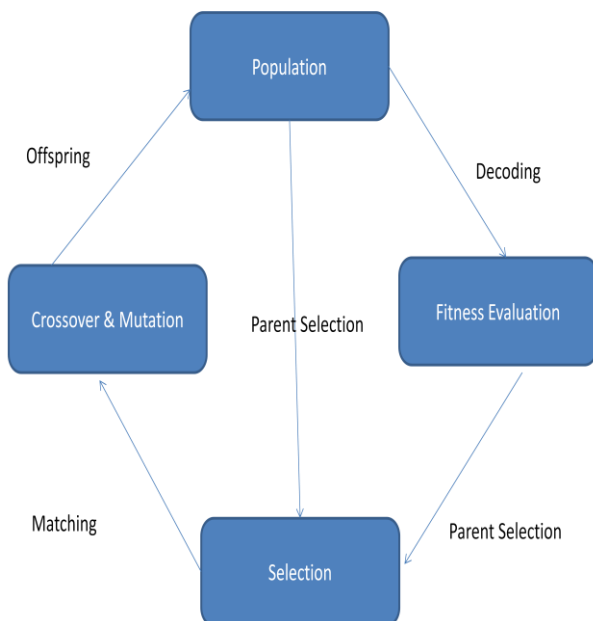 Population
Offspring
Decoding
Crossover & Mutation
Parent Selection
Fitness Evaluation
Matching
Parent Selection
Selection